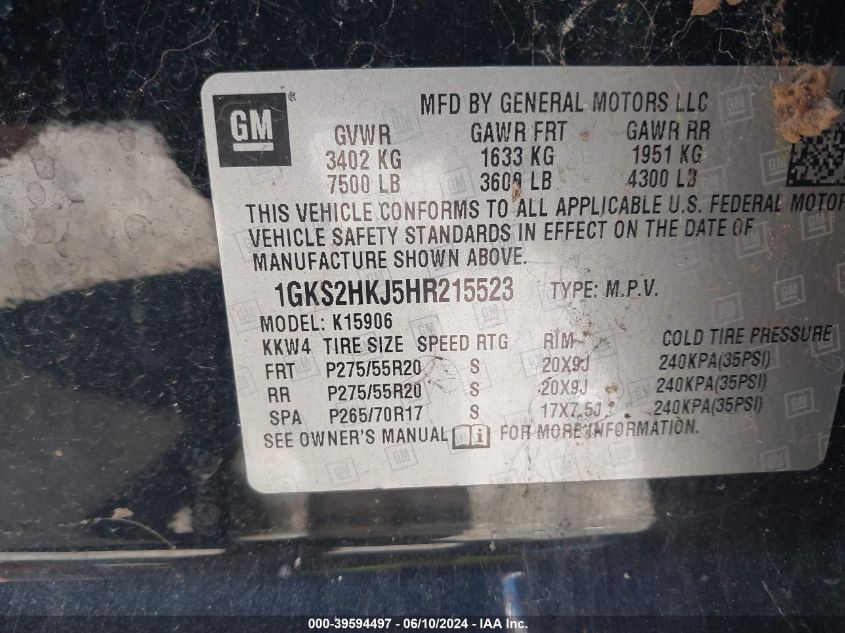 GM
MFD BY GENERAL MOTORS LLC
GVWR GAWR FRT GAWR RR
3402 KG 1633 KG 1951 KG
7500 LB 3600 LB 4300 LB
THIS VEHICLE CONFORMS TO ALL APPLICABLE U.S. FEDERAL MOTOR
VEHICLE SAFETY STANDARDS IN EFFECT ON THE DATE OF
MANUFACTURE SHOWN ABOVE.
1GKS2HKJ5HR215523 TYPE: M.P.V.
MODEL: K15906
KKW4 TIRE SIZE SPEED RTG RIM COLD TIRE PRESSURE
FRT P275/55R20 S 20X9J 240KPA(35PSI)
RR P275/55R20 S 20X9J 240KPA(35PSI)
SPA P265/70R17 S 17X7.5J 240KPA(35PSI)
SEE OWNER'S MANUAL FOR MORE INFORMATION.
000-39594497 - 06/10/2024 - IAA Inc.